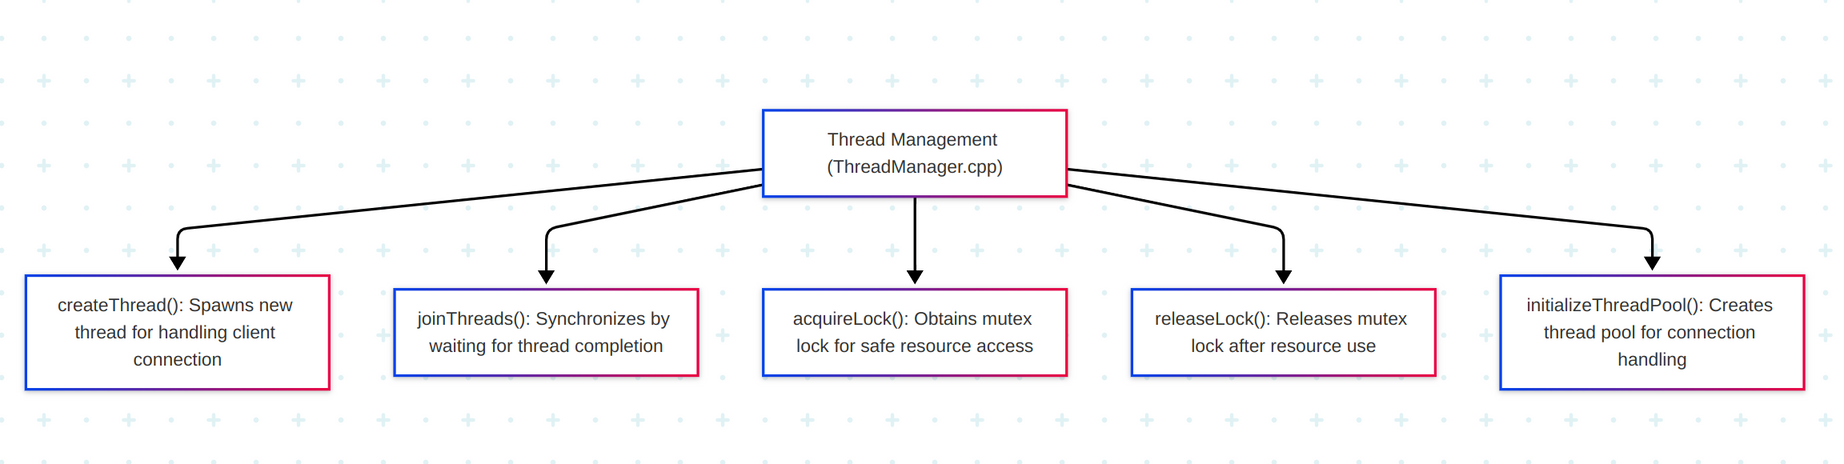 Thread Management
(ThreadManager.cpp)
createThread(): Spawns new
thread for handling client
connection
joinThreads(): Synchronizes by
waiting for thread completion
acquireLock(): Obtains mutex
lock for safe resource access
releaseLock(): Releases mutex
lock after resource use
initializeThreadPool(): Creates
thread pool for connection
handling